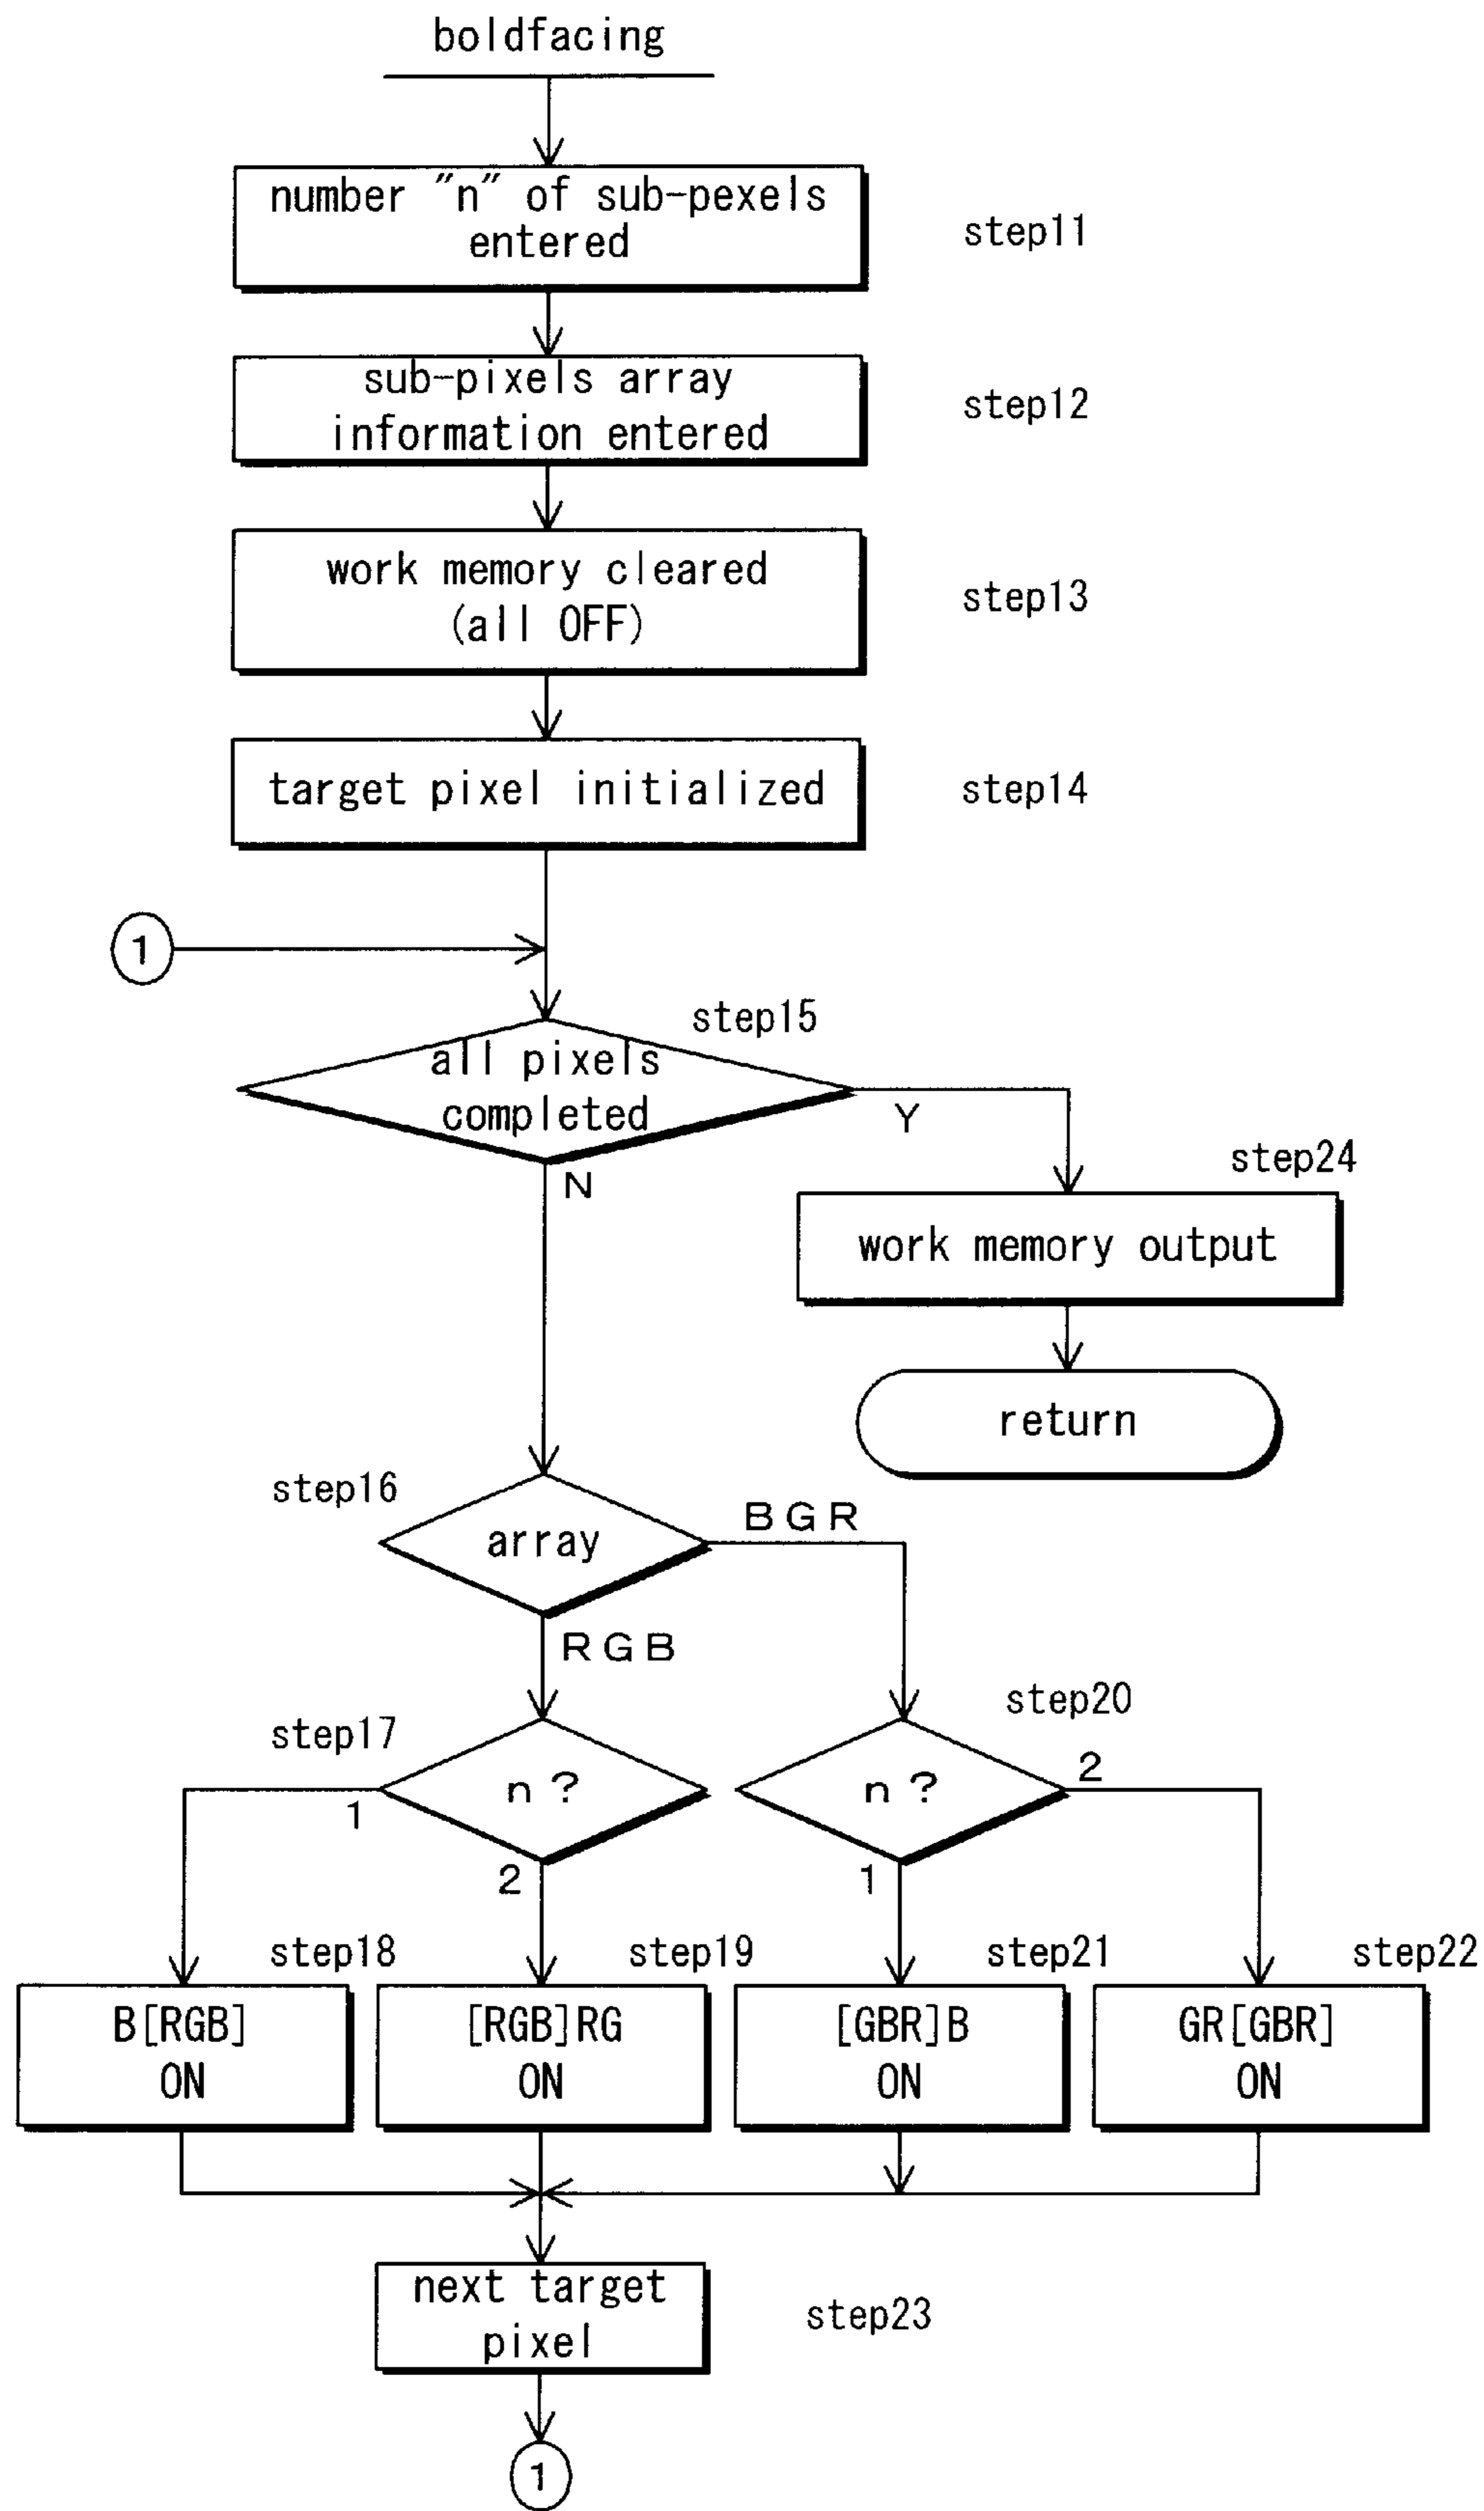 boldfacing
number "n" of sub-pexels
entered
step11
sub-pixels array
information entered
step12
work memory cleared
(all OFF)
step13
target pixel initialized
step14
1
step15
all pixels
completed
Y
N
step24
work memory output
return
step16
array
BGR
RGB
step17
n?
1
2
step20
n?
2
1
step18
B[RGB]
ON
step19
[RGB]RG
ON
step21
[GBR]B
ON
step22
GR[GBR]
ON
next target
pixel
step23
1